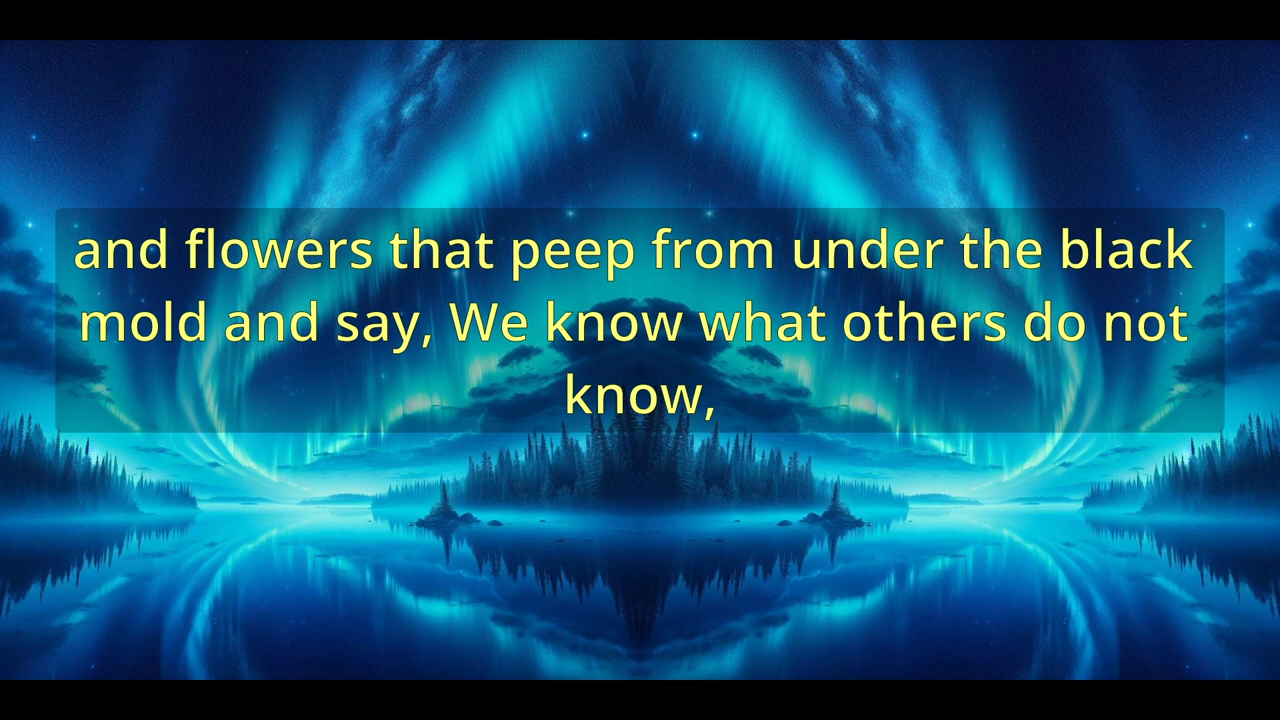 and flowers that peep from under the black
mold and say, We know what others do not
know,